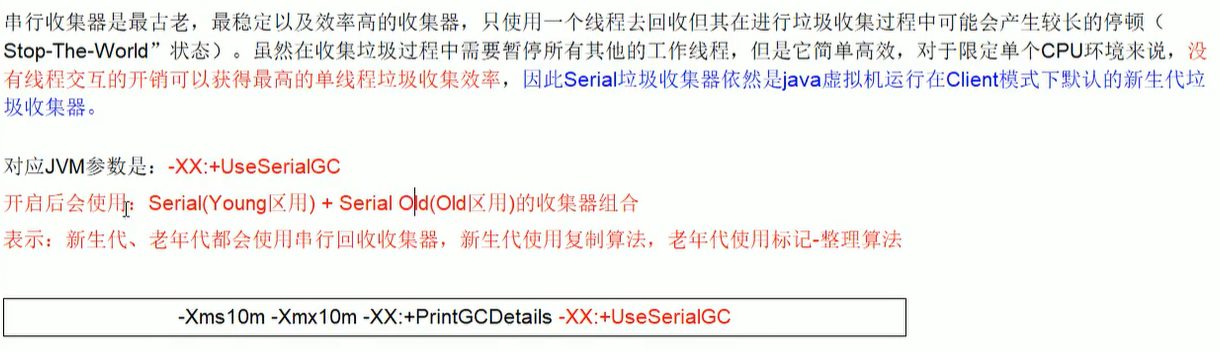 串行收集器是最古老，最稳定以及效率高的收集器，只使用一个线程去回收但其在进行垃圾收集过程中可能会产生较长的停顿（
Stop-The-World”状态）。虽然在收集垃圾过程中需要暂停所有其他的工作线程，但是它简单高效，对于限定单个CPU环境来说，没
有线程交互的开销可以获得最高的单线程垃圾收集效率，因此Serial垃圾收集器依然是java虚拟机运行在Client模式下默认的新生代垃
圾收集器。
对应JVM参数是：-XX:+UseSerialGC
开启后会使用：Serial(Young区用) + Serial Old(Old区用)的收集器组合
表示：新生代、老年代都会使用串行回收收集器，新生代使用复制算法，老年代使用标记-整理算法
-Xms10m -Xmx10m -XX:+PrintGCDetails -XX:+UseSerialGC